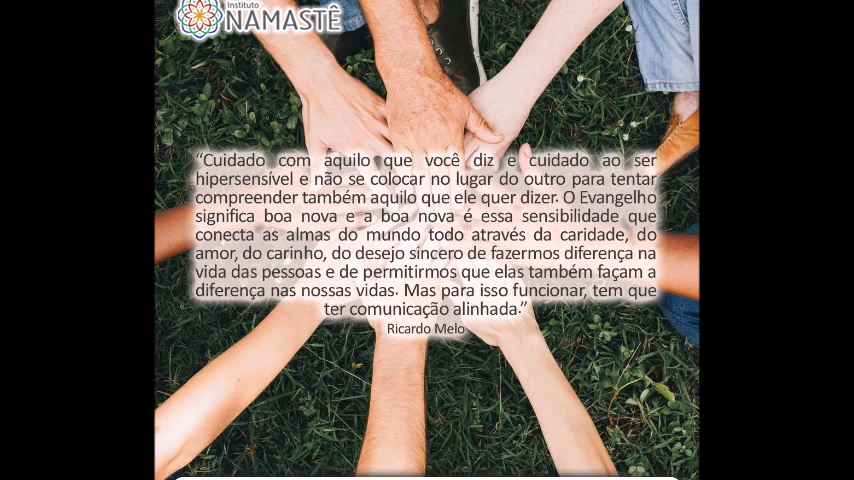 Instituto
NAMASTÊ
“Cuidado com aquilo que você diz e cuidado ao ser
hipersensível e não se colocar no lugar do outro para tentar
compreender também aquilo que ele quer dizer. O Evangelho
significa boa nova e a boa nova é essa sensibilidade que
conecta as almas do mundo todo através da caridade, do
amor, do carinho, do desejo sincero de fazermos diferença na
vida das pessoas e de permitirmos que elas também façam a
diferença nas nossas vidas. Mas para isso funcionar, tem que
ter comunicação alinhada.”
Ricardo Melo